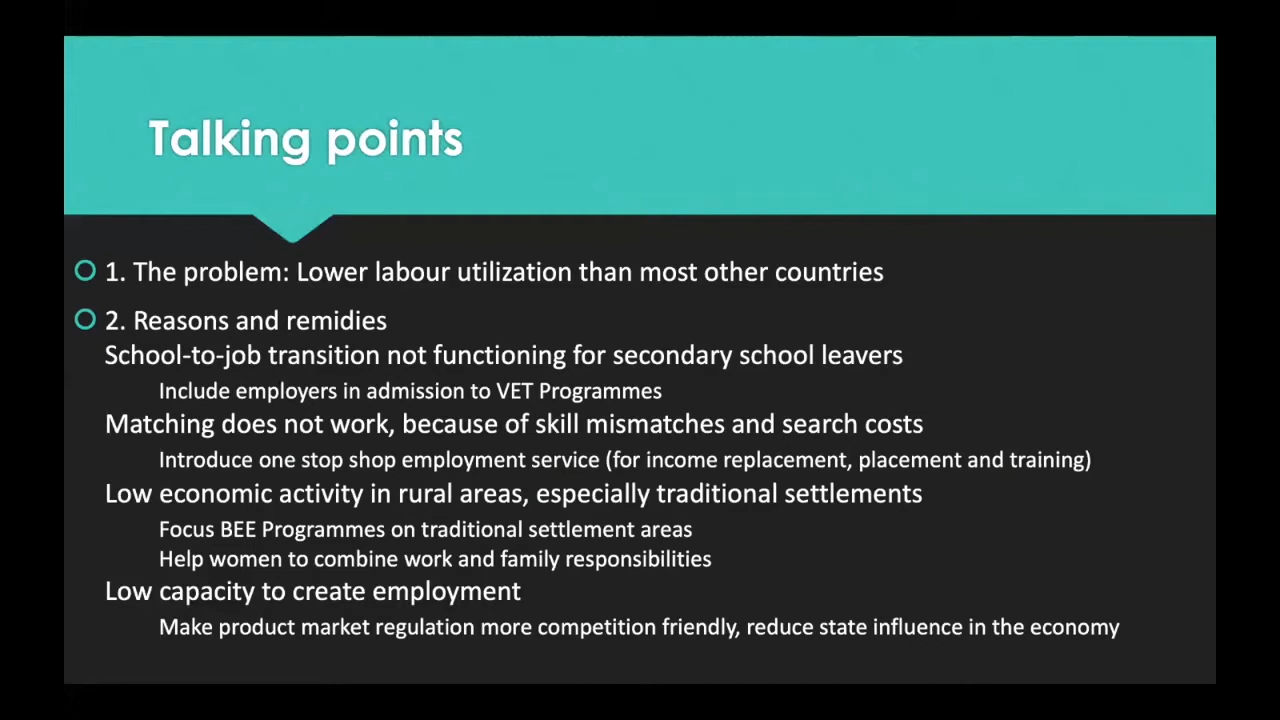 Talking points
1. The problem: Lower labour utilization than most other countries
2. Reasons and remidies
School-to-job transition not functioning for secondary school leavers
Include employers in admission to VET Programmes
Matching does not work, because of skill mismatches and search costs
Introduce one stop shop employment service (for income replacement, placement and training)
Low economic activity in rural areas, especially traditional settlements
Focus BEE Programmes on traditional settlement areas
Help women to combine work and family responsibilities
Low capacity to create employment
Make product market regulation more competition friendly, reduce state influence in the economy